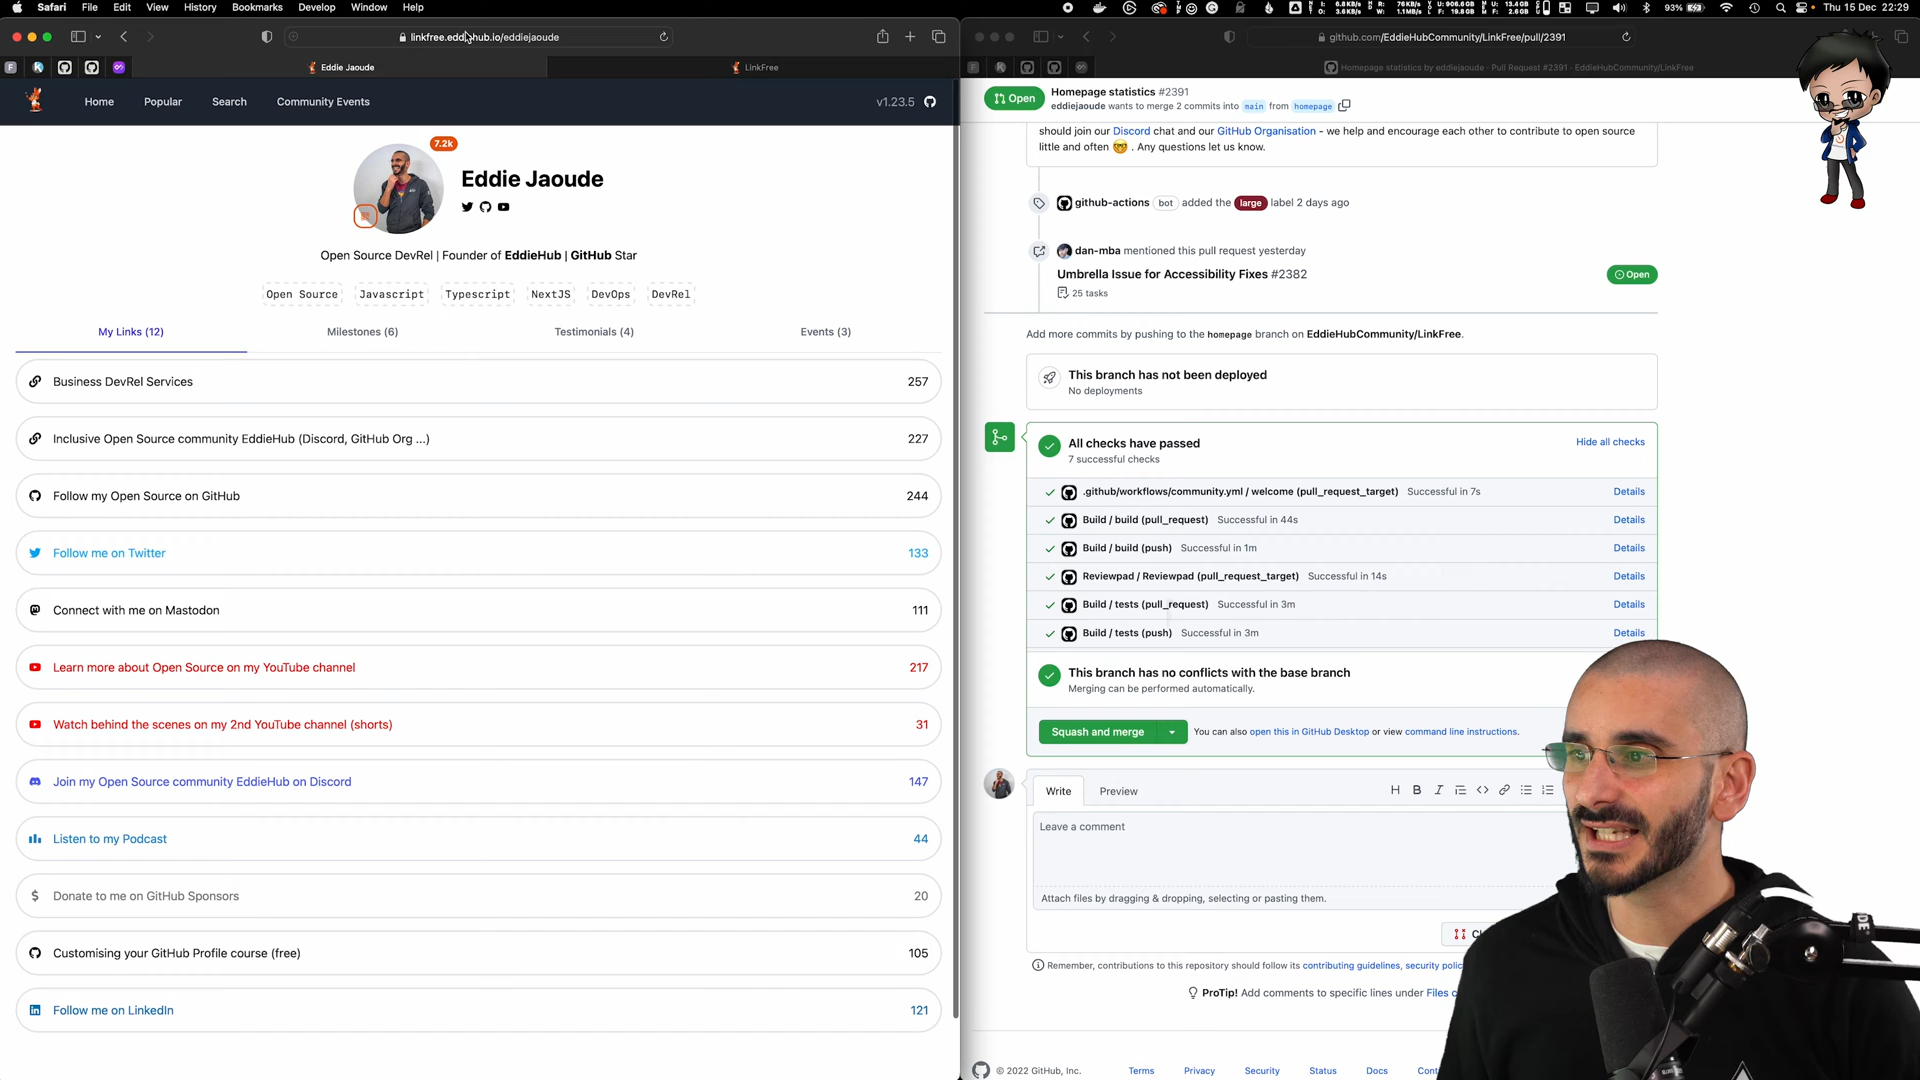 Safari File Edit View History Bookmarks Develop Window Help
93% Thu 15 Dec 22:29
linkfree.eddiehub.io/eddiejaoude
Eddie Jaoude
LinkFree
Home Popular Search Community Events v1.23.5
7.2k
Eddie Jaoude
Open Source DevRel | Founder of EddieHub | GitHub Star
Open Source Javascript Typescript NextJS DevOps DevRel
My Links (12) Milestones (6) Testimonials (4) Events (3)
Business DevRel Services 257
Inclusive Open Source community EddieHub (Discord, GitHub Org ...) 227
Follow my Open Source on GitHub 244
Follow me on Twitter 133
Connect with me on Mastodon 111
Learn more about Open Source on my YouTube channel 217
Watch behind the scenes on my 2nd YouTube channel (shorts) 31
Join my Open Source community EddieHub on Discord 147
Listen to my Podcast 44
Donate to me on GitHub Sponsors 20
Customising your GitHub Profile course (free) 105
Follow me on LinkedIn 121
github.com/EddieHubCommunity/LinkFree/pull/2391
Homepage statistics by eddiejaoude · Pull Request #2391 · EddieHubCommunity/LinkFree
Open
Homepage statistics #2391
eddiejaoude wants to merge 2 commits into main from homepage
should join our Discord chat and our GitHub Organisation - we help and encourage each other to contribute to open source
little and often 🤓 . Any questions let us know.
github-actions bot added the large label 2 days ago
dan-mba mentioned this pull request yesterday
Umbrella Issue for Accessibility Fixes #2382 Open
25 tasks
Add more commits by pushing to the homepage branch on EddieHubCommunity/LinkFree.
This branch has not been deployed
No deployments
All checks have passed Hide all checks
7 successful checks
.github/workflows/community.yml / welcome (pull_request_target) Successful in 7s Details
Build / build (pull_request) Successful in 44s Details
Build / build (push) Successful in 1m Details
Reviewpad / Reviewpad (pull_request_target) Successful in 14s Details
Build / tests (pull_request) Successful in 3m Details
Build / tests (push) Successful in 3m Details
This branch has no conflicts with the base branch
Merging can be performed automatically.
Squash and merge You can also open this in GitHub Desktop or view command line instructions.
Write Preview
Leave a comment
Attach files by dragging & dropping, selecting or pasting them.
Remember, contributions to this repository should follow its contributing guidelines, security
ProTip! Add comments to specific lines under Files
© 2022 GitHub, Inc. Terms Privacy Security Status Docs